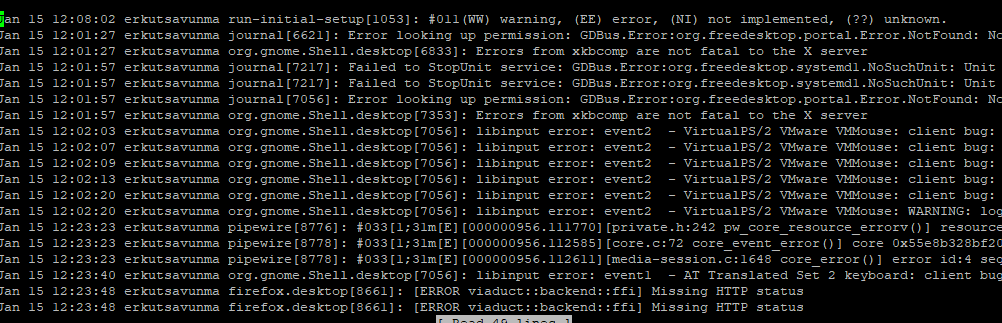 Jan 15 12:08:02 erkutsavunma run-initial-setup[1053]: #011(WW) warning, (EE) error, (NI) not implemented, (??) unknown.
Jan 15 12:01:27 erkutsavunma journal[6621]: Error looking up permission: GDBus.Error:org.freedesktop.portal.Error.NotFound: No
Jan 15 12:01:27 erkutsavunma org.gnome.Shell.desktop[6833]: Errors from xkbcomp are not fatal to the X server
Jan 15 12:01:57 erkutsavunma journal[7217]: Failed to StopUnit service: GDBus.Error:org.freedesktop.systemd1.NoSuchUnit: Unit
Jan 15 12:01:57 erkutsavunma journal[7217]: Failed to StopUnit service: GDBus.Error:org.freedesktop.systemd1.NoSuchUnit: Unit
Jan 15 12:01:57 erkutsavunma journal[7056]: Error looking up permission: GDBus.Error:org.freedesktop.portal.Error.NotFound: No
Jan 15 12:01:57 erkutsavunma org.gnome.Shell.desktop[7353]: Errors from xkbcomp are not fatal to the X server
Jan 15 12:02:03 erkutsavunma org.gnome.Shell.desktop[7056]: libinput error: event2  - VirtualPS/2 VMware VMMouse: client bug:
Jan 15 12:02:07 erkutsavunma org.gnome.Shell.desktop[7056]: libinput error: event2  - VirtualPS/2 VMware VMMouse: client bug:
Jan 15 12:02:09 erkutsavunma org.gnome.Shell.desktop[7056]: libinput error: event2  - VirtualPS/2 VMware VMMouse: client bug:
Jan 15 12:02:13 erkutsavunma org.gnome.Shell.desktop[7056]: libinput error: event2  - VirtualPS/2 VMware VMMouse: client bug:
Jan 15 12:02:20 erkutsavunma org.gnome.Shell.desktop[7056]: libinput error: event2  - VirtualPS/2 VMware VMMouse: client bug:
Jan 15 12:02:20 erkutsavunma org.gnome.Shell.desktop[7056]: libinput error: event2  - VirtualPS/2 VMware VMMouse: WARNING: log
Jan 15 12:23:23 erkutsavunma pipewire[8776]: #033[1;31m[E][000000956.111770][private.h:242 pw_core_resource_errorv()] resource
Jan 15 12:23:23 erkutsavunma pipewire[8778]: #033[1;31m[E][000000956.112585][core.c:72 core_event_error()] core 0x55e8b328bf20
Jan 15 12:23:23 erkutsavunma pipewire[8778]: #033[1;31m[E][000000956.112611][media-session.c:1648 core_error()] error id:4 seq
Jan 15 12:23:40 erkutsavunma org.gnome.Shell.desktop[7056]: libinput error: event1  - AT Translated Set 2 keyboard: client bug
Jan 15 12:23:48 erkutsavunma firefox.desktop[8661]: [ERROR viaduct::backend::ffi] Missing HTTP status
Jan 15 12:23:48 erkutsavunma firefox.desktop[8661]: [ERROR viaduct::backend::ffi] Missing HTTP status
[ Read 49 lines ]